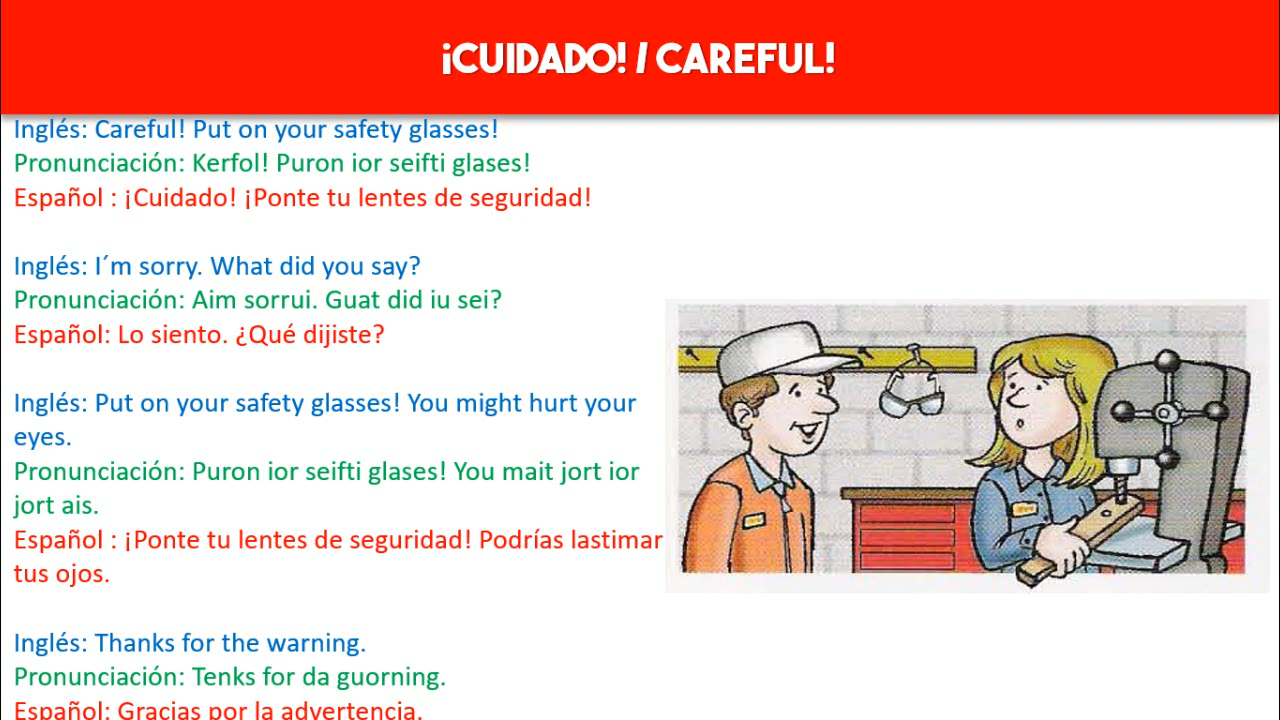 ¡CUIDADO! / CAREFUL!
Inglés: Careful! Put on your safety glasses!
Pronunciación: Kerfol! Puron ior seifti glases!
Español : ¡Cuidado! ¡Ponte tu lentes de seguridad!
Inglés: I´m sorry. What did you say?
Pronunciación: Aim sorrui. Guat did iu sei?
Español: Lo siento. ¿Qué dijiste?
Inglés: Put on your safety glasses! You might hurt your
eyes.
Pronunciación: Puron ior seifti glases! You mait jort ior
jort ais.
Español : ¡Ponte tu lentes de seguridad! Podrías lastimar
tus ojos.
Inglés: Thanks for the warning.
Pronunciación: Tenks for da guorning.
Español: Gracias por la advertencia.